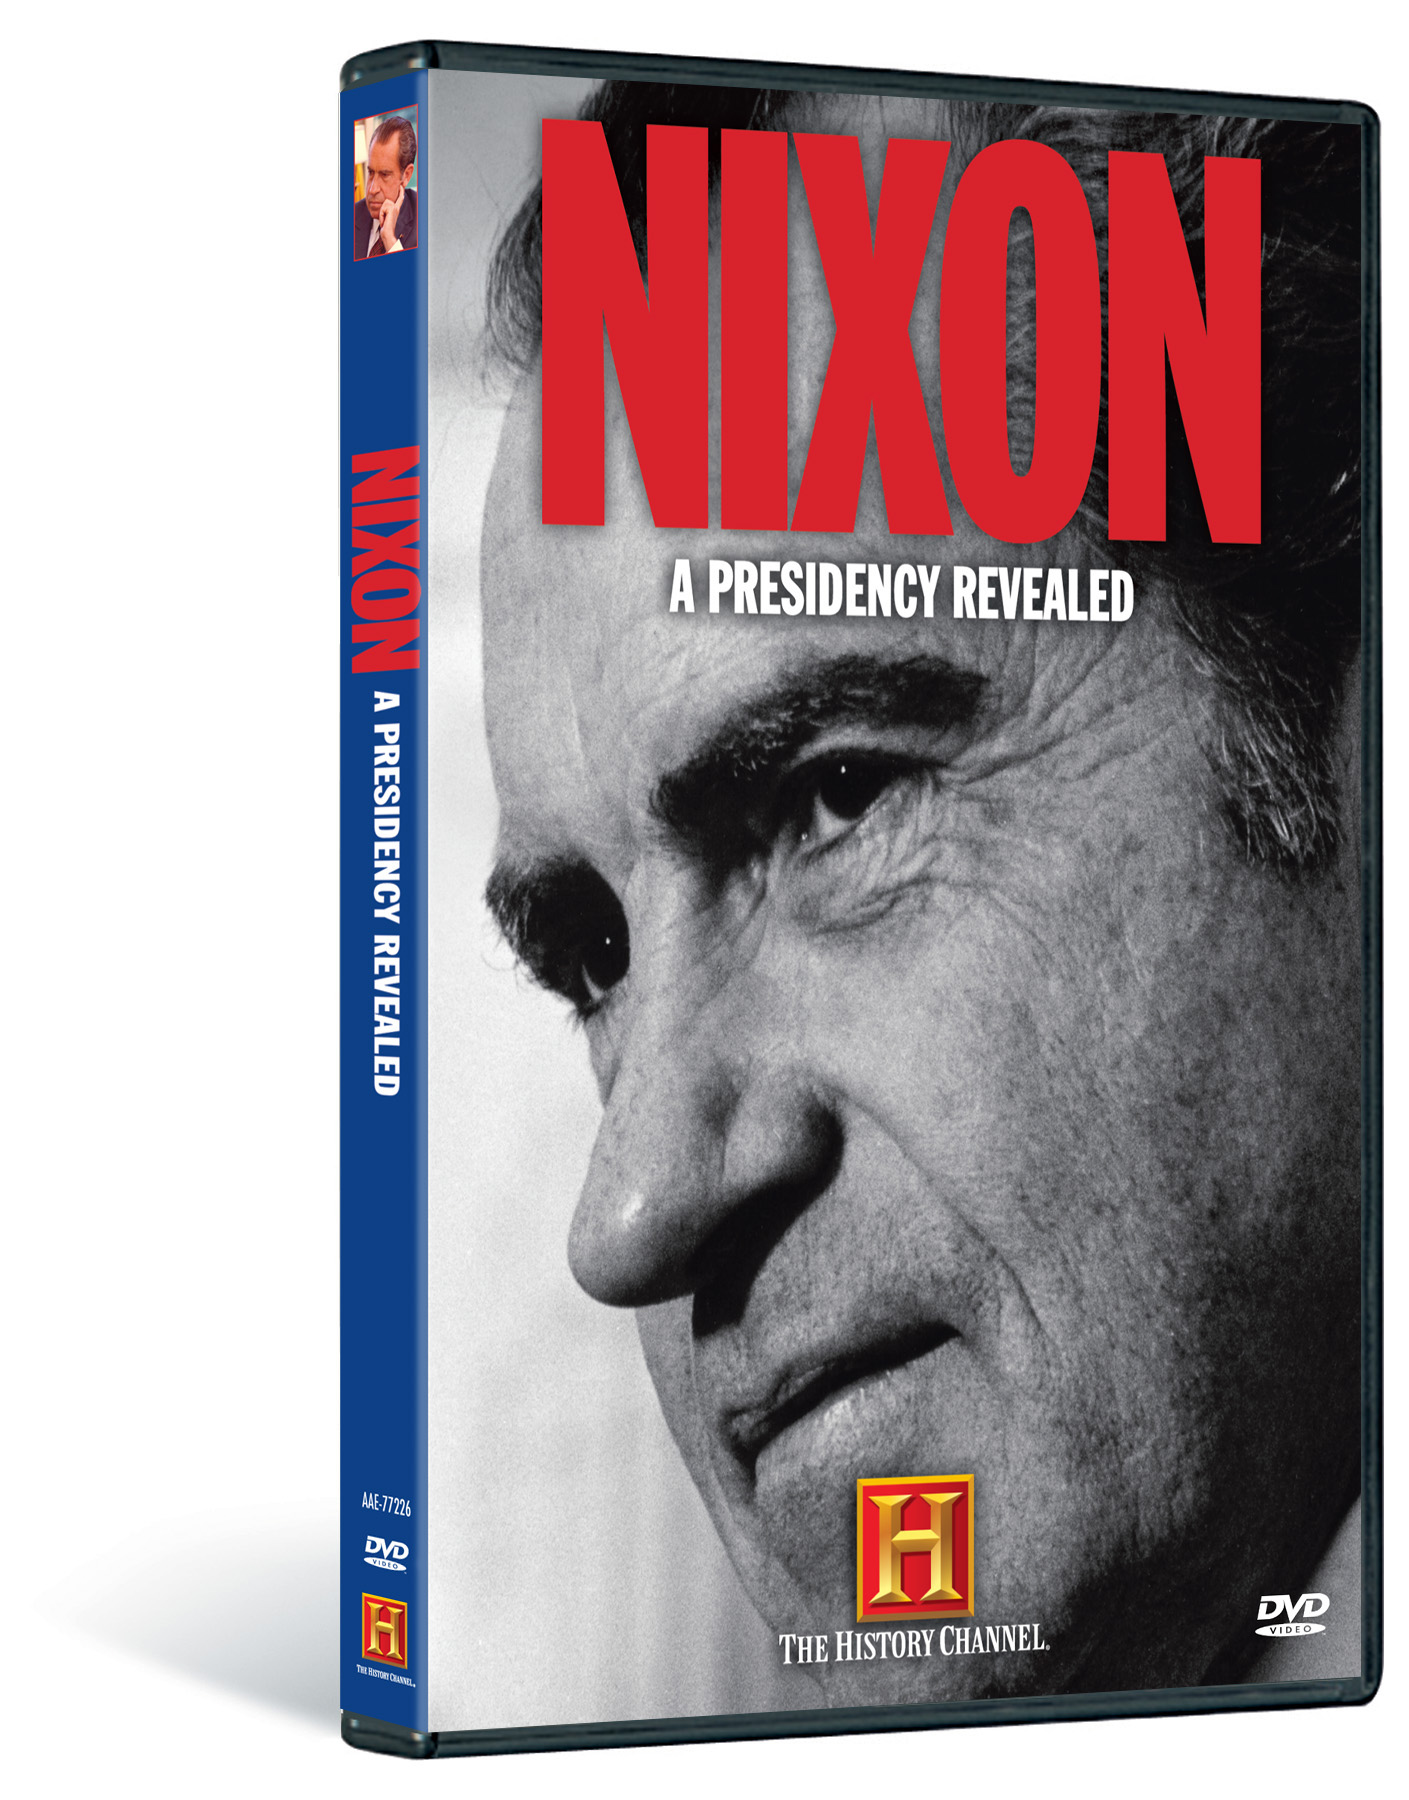 NIXON
A PRESIDENCY REVEALED
H
THE HISTORY CHANNEL.
DVD
VIDEO
NIXON A PRESIDENCY REVEALED
AAE-77226
DVD
VIDEO
H
THE HISTORY CHANNEL.